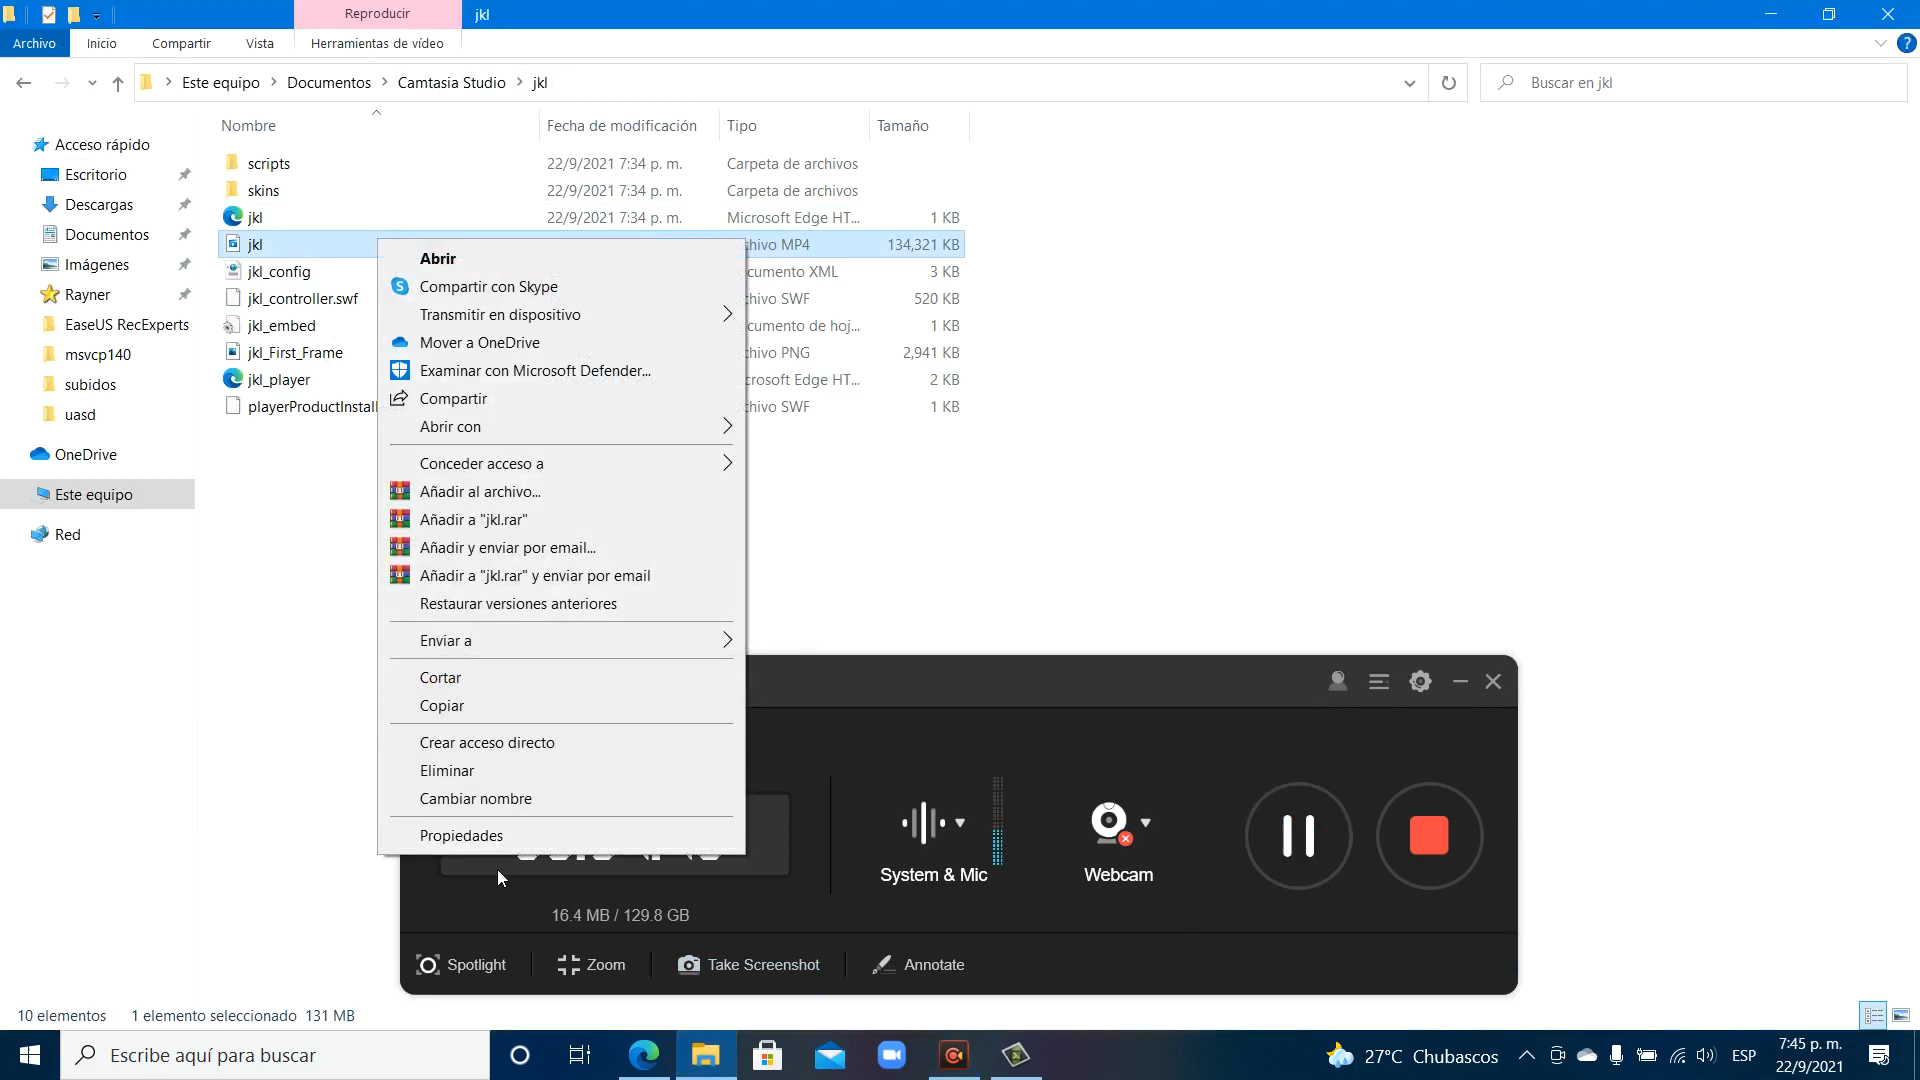 Reproducir
jkl
Archivo
Inicio
Compartir
Vista
Herramientas de vídeo
Este equipo
Documentos
Camtasia Studio
jkl
Buscar en jkl
Nombre
Fecha de modificación
Tipo
Tamaño
Acceso rápido
Escritorio
Descargas
Documentos
Imágenes
Rayner
EaseUS RecExperts
msvcp140
subidos
uasd
OneDrive
Este equipo
Red
scripts 22/9/2021 7:34 p. m. Carpeta de archivos
skins 22/9/2021 7:34 p. m. Carpeta de archivos
jkl 22/9/2021 7:34 p. m. Microsoft Edge HT... 1 KB
jkl chivo MP4 134,321 KB
jkl_config cumento XML 3 KB
jkl_controller.swf chivo SWF 520 KB
jkl_embed cumento de hoj... 1 KB
jkl_First_Frame chivo PNG 2,941 KB
jkl_player crosoft Edge HT... 2 KB
playerProductInstall chivo SWF 1 KB
Abrir
Compartir con Skype
Transmitir en dispositivo
Mover a OneDrive
Examinar con Microsoft Defender...
Compartir
Abrir con
Conceder acceso a
Añadir al archivo...
Añadir a "jkl.rar"
Añadir y enviar por email...
Añadir a "jkl.rar" y enviar por email
Restaurar versiones anteriores
Enviar a
Cortar
Copiar
Crear acceso directo
Eliminar
Cambiar nombre
Propiedades
System & Mic
Webcam
16.4 MB / 129.8 GB
Spotlight
Zoom
Take Screenshot
Annotate
10 elementos
1 elemento seleccionado 131 MB
Escribe aquí para buscar
27°C Chubascos
ESP
7:45 p. m.
22/9/2021